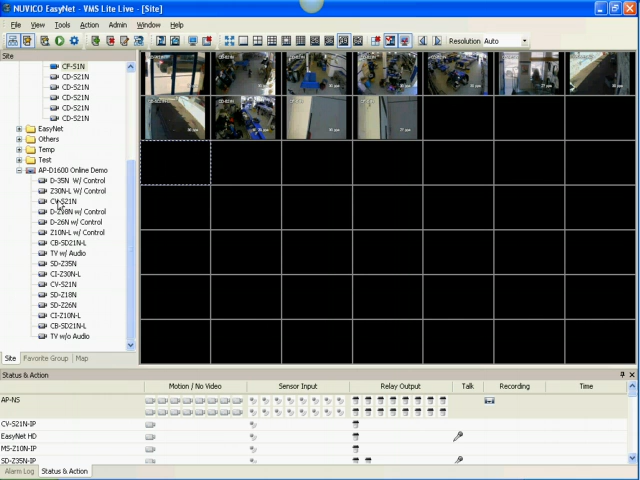 NUVICO EasyNet - VMS Lite Live - [Site]
File View Tools Action Admin Window Help
Resolution Auto
Site
CF-S1N
CD-S21N
CD-S21N
CD-S21N
CD-S21N
CD-S21N
EasyNet
Others
Temp
Test
AP-D1600 Online Demo
D-35N W/ Control
Z30N-L W/ Control
CV-S21N
D-Z98N w/ Control
D-26N w/ Control
Z10N-L w/ Control
CB-SD21N-L
TV w/ Audio
SD-Z35N
CI-Z30N-L
CV-S21N
SD-Z18N
SD-Z26N
CI-Z10N-L
CB-SD21N-L
TV w/o Audio
Site Favorite Group Map
Status & Action
Motion / No Video Sensor Input Relay Output Talk Recording Time
AP-NS
CV-S21N-IP
EasyNet HD
MS-Z10N-IP
SD-Z35N-IP
Alarm Log Status & Action